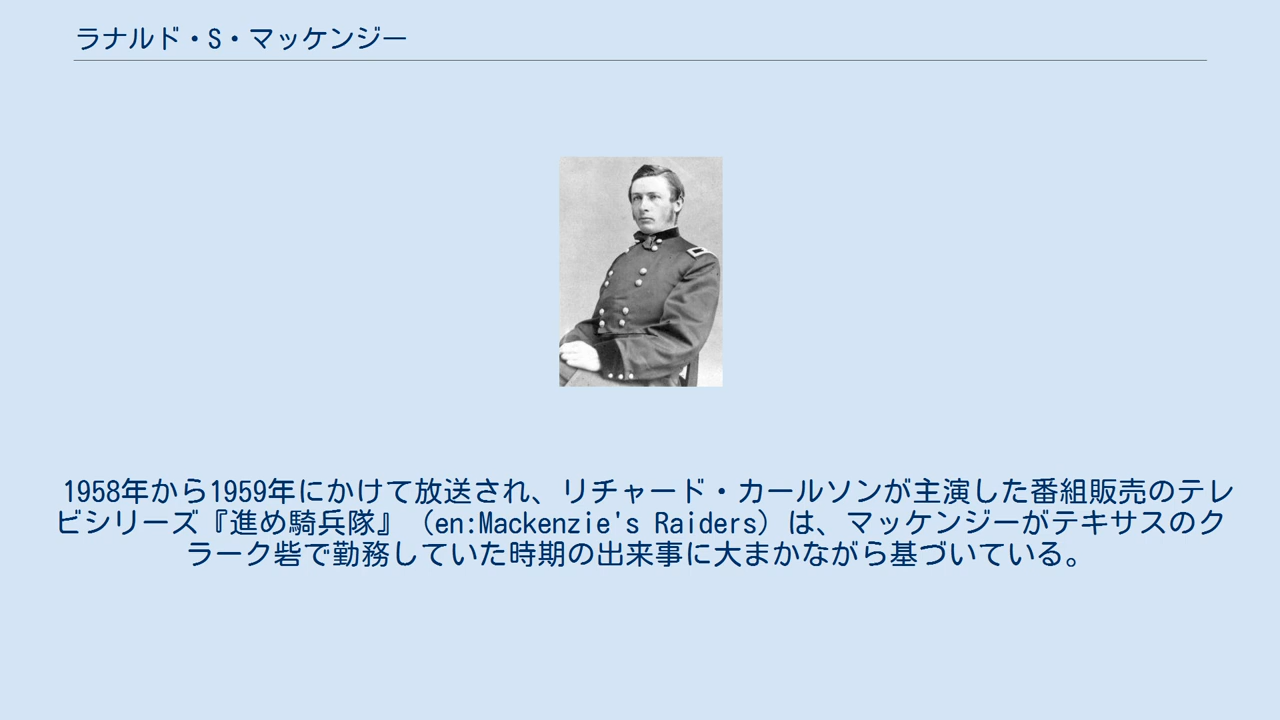 ラナルド・S・マッケンジー
1958年から1959年にかけて放送され、リチャード・カールソンが主演した番組販売のテレ
ビシリーズ『進め騎兵隊』（en:Mackenzie's Raiders）は、マッケンジーがテキサスのク
ラーク砦で勤務していた時期の出来事に大まかながら基づいている。